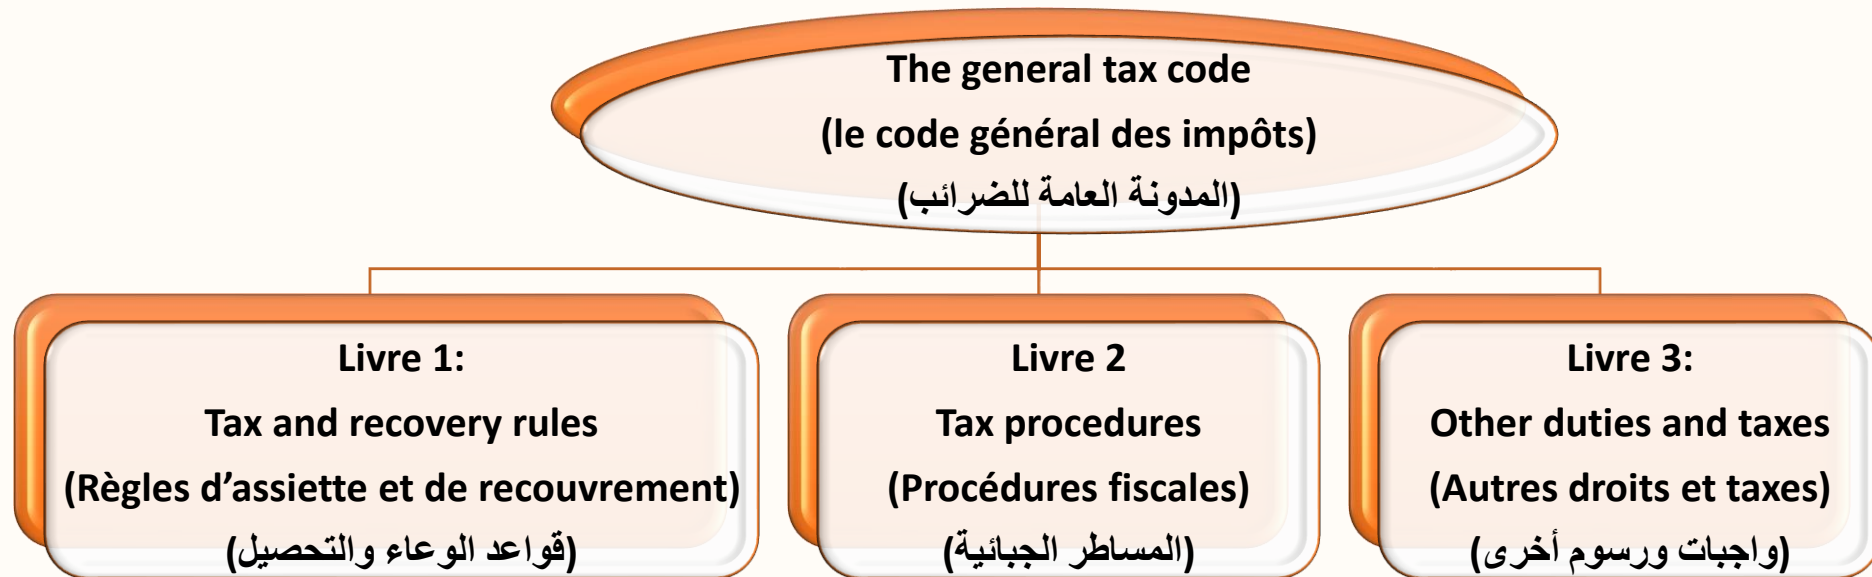 The general tax code
(le code général des impôts)
(المدونة العامة للضرائب)
Livre 1:
Tax and recovery rules
(Règles d’assiette et de recouvrement)
(قواعد الوعاء والتحصيل)
Livre 2
Tax procedures
(Procédures fiscales)
(المساطر الجبائية)
Livre 3:
Other duties and taxes
(Autres droits et taxes)
(واجبات ورسوم أخرى)